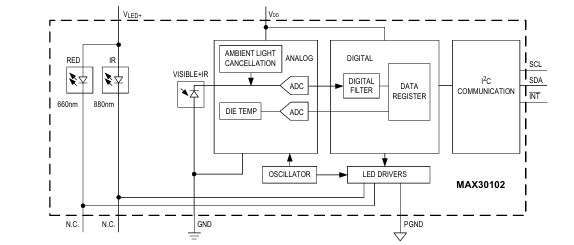 VLED+
VDD
RED
IR
660nm
880nm
VISIBLE+IR
AMBIENT LIGHT
CANCELLATION
ANALOG
ADC
DIE TEMP
ADC
DIGITAL
DIGITAL
FILTER
DATA
REGISTER
I2C
COMMUNICATION
SCL
SDA
INT
OSCILLATOR
LED DRIVERS
MAX30102
N.C.
N.C.
GND
PGND